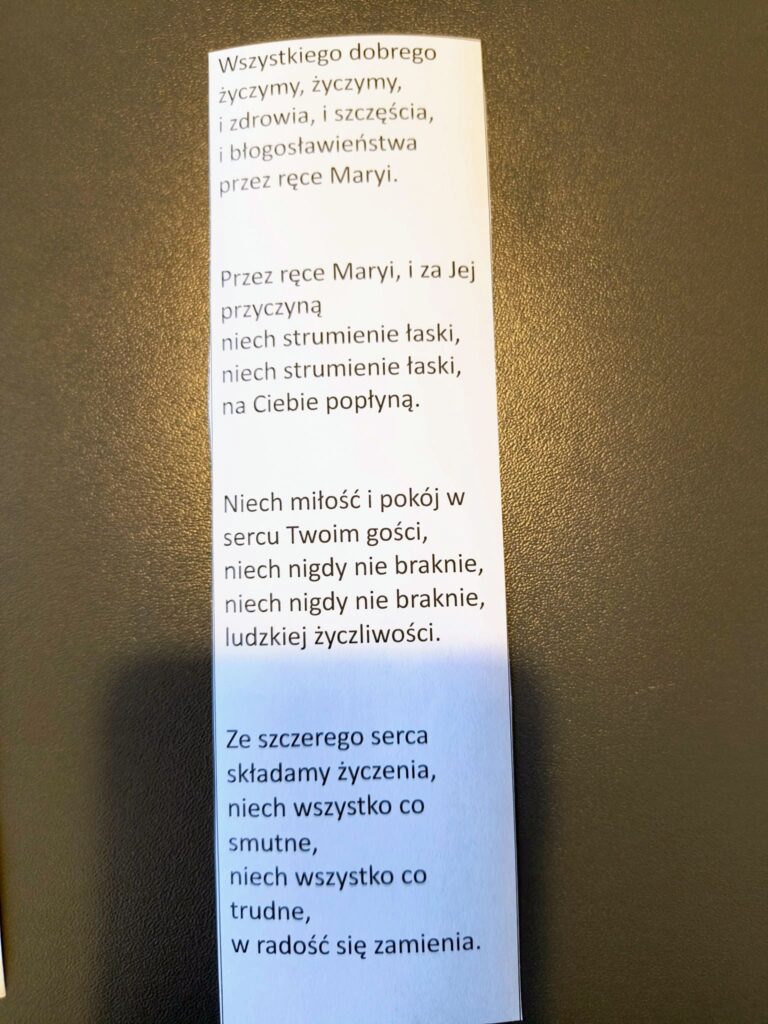 Wszystkiego dobrego
życzymy, życzymy,
i zdrowia, i szczęścia,
i błogosławieństwa
przez ręce Maryi.
Przez ręce Maryi, i za Jej
przyczyną
niech strumienie łaski,
niech strumienie łaski,
na Ciebie popłyną.
Niech miłość i pokój w
sercu Twoim gości,
niech nigdy nie braknie,
niech nigdy nie braknie,
ludzkiej życzliwości.
Ze szczerego serca
składamy życzenia,
niech wszystko co
smutne,
niech wszystko co
trudne,
w radość się zamienia.